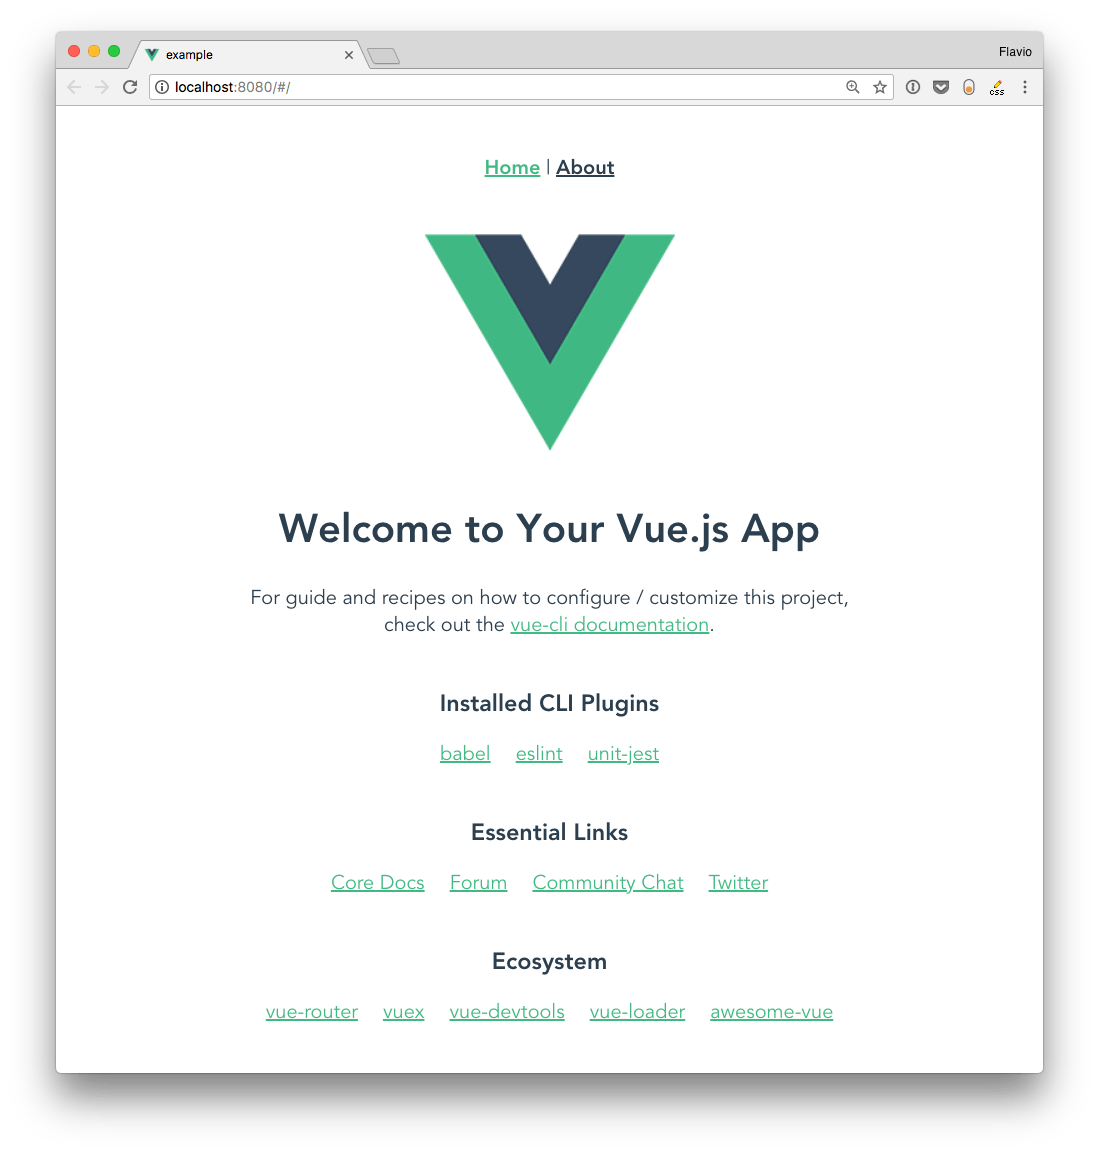 example
Flavio
localhost:8080/#/
css
Home | About
Welcome to Your Vue.js App
For guide and recipes on how to configure / customize this project,
check out the vue-cli documentation.
Installed CLI Plugins
babel eslint unit-jest
Essential Links
Core Docs Forum Community Chat Twitter
Ecosystem
vue-router vuex vue-devtools vue-loader awesome-vue